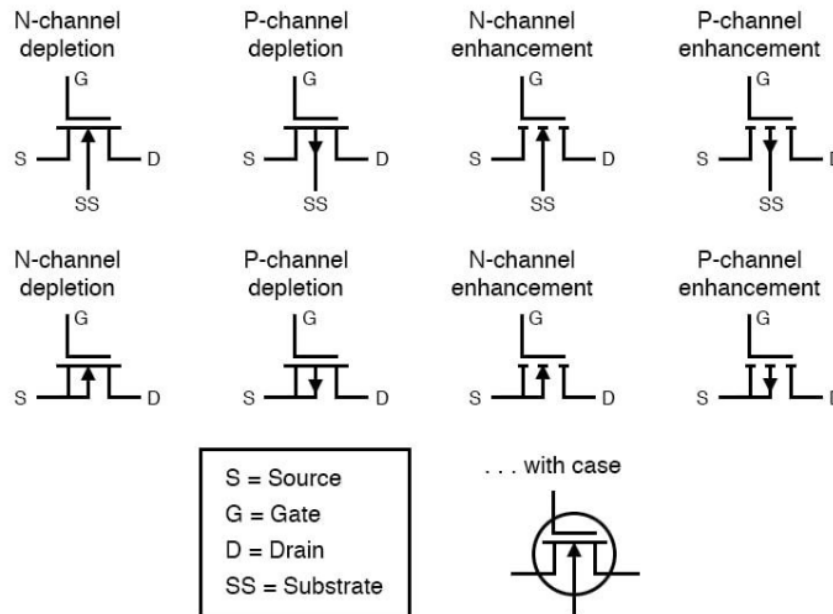 N-channel
depletion
P-channel
depletion
N-channel
enhancement
P-channel
enhancement
G
G
G
G
S
D
S
D
S
D
S
D
SS
SS
SS
SS
N-channel
depletion
P-channel
depletion
N-channel
enhancement
P-channel
enhancement
G
G
G
G
S
D
S
D
S
D
S
D
S = Source
G = Gate
D = Drain
SS = Substrate
. . . with case